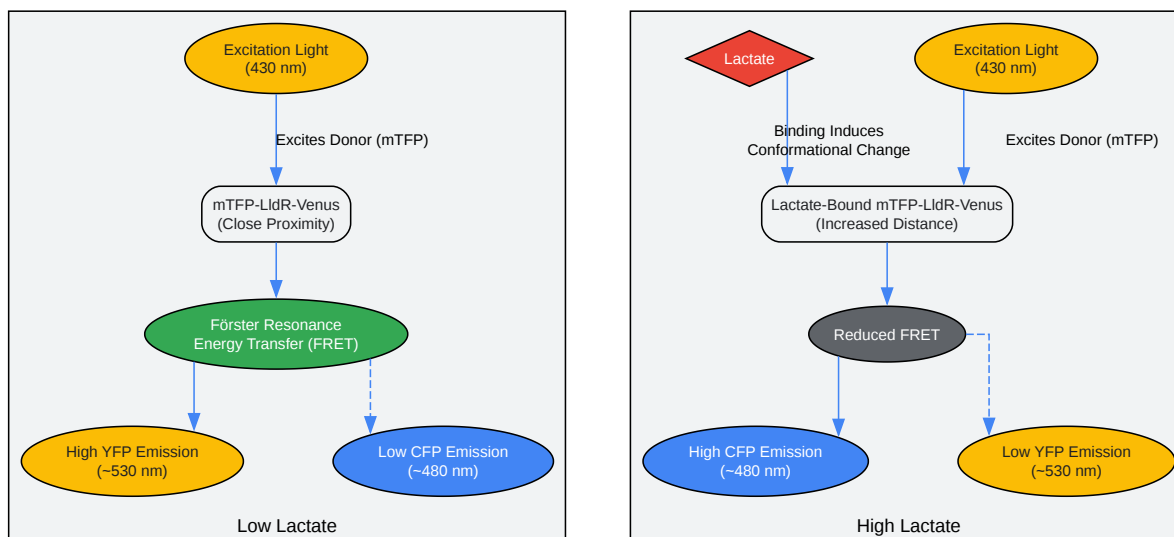 Excitation Light
(430 nm)
Excites Donor (mTFP)
mTFP-LldR-Venus
(Close Proximity)
Förster Resonance
Energy Transfer (FRET)
High YFP Emission
(~530 nm)
Low CFP Emission
(~480 nm)
Low Lactate
Lactate
Excitation Light
(430 nm)
Binding Induces
Conformational Change
Excites Donor (mTFP)
Lactate-Bound mTFP-LldR-Venus
(Increased Distance)
Reduced FRET
High CFP Emission
(~480 nm)
Low YFP Emission
(~530 nm)
High Lactate